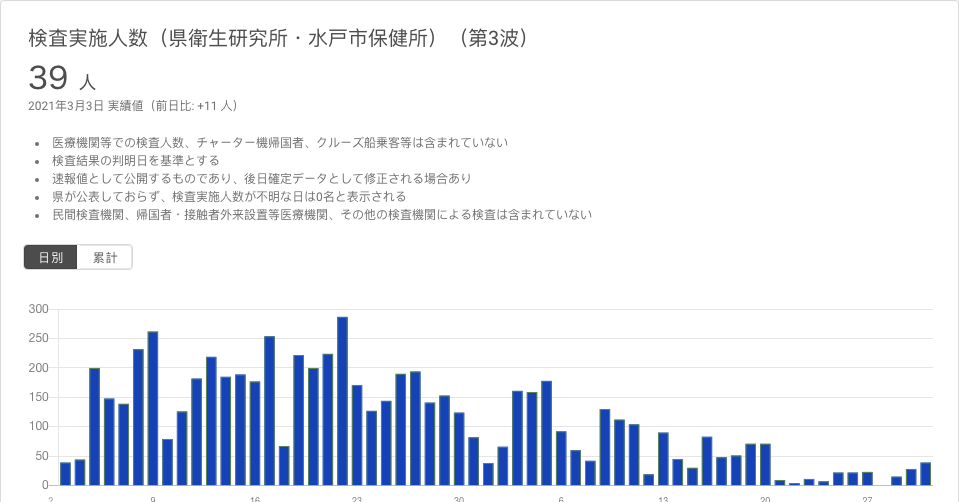 検査実施人数（県衛生研究所・水戸市保健所）（第3波）
39 人
2021年3月3日 実績値（前日比: +11 人）
医療機関等での検査人数、チャーター機帰国者、クルーズ船乗客等は含まれていない
検査結果の判明日を基準とする
速報値として公開するものであり、後日確定データとして修正される場合あり
県が公表しておらず、検査実施人数が不明な日は0名と表示される
民間検査機関、帰国者・接触者外来設置等医療機関、その他の検査機関による検査は含まれていない
日別 累計
300
250
200
150
100
50
0
2 9 16 23 30 6 13 20 27